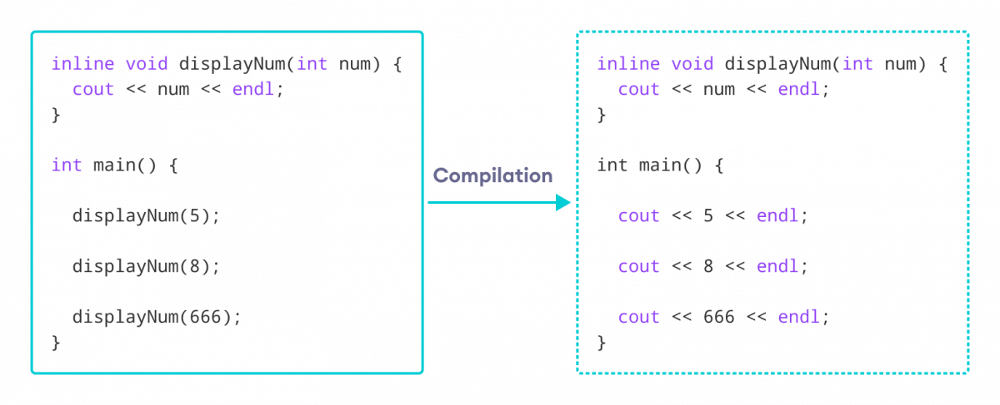 inline void displayNum(int num) {
  cout << num << endl;
}
int main() {
  displayNum(5);
  displayNum(8);
  displayNum(666);
}
Compilation
inline void displayNum(int num) {
  cout << num << endl;
}
int main() {
  cout << 5 << endl;
  cout << 8 << endl;
  cout << 666 << endl;
}